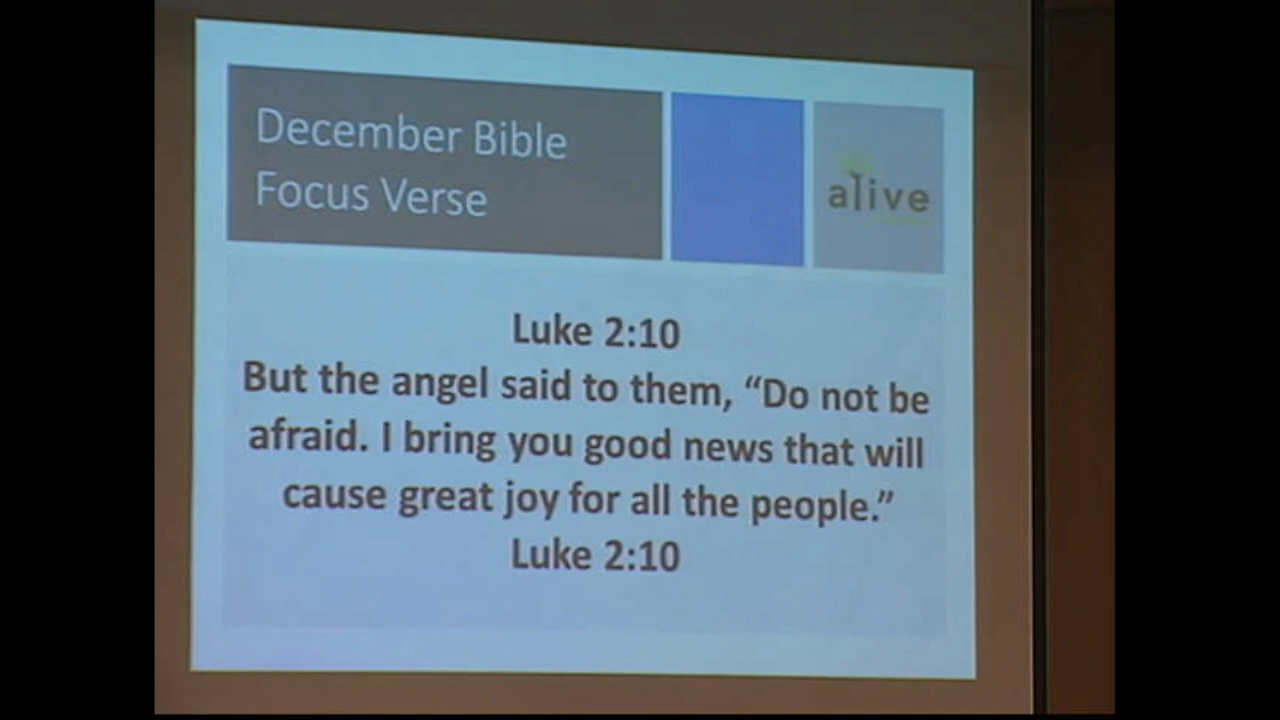 December Bible
Focus Verse
alive
Luke 2:10
But the angel said to them, “Do not be
afraid. I bring you good news that will
cause great joy for all the people.”
Luke 2:10